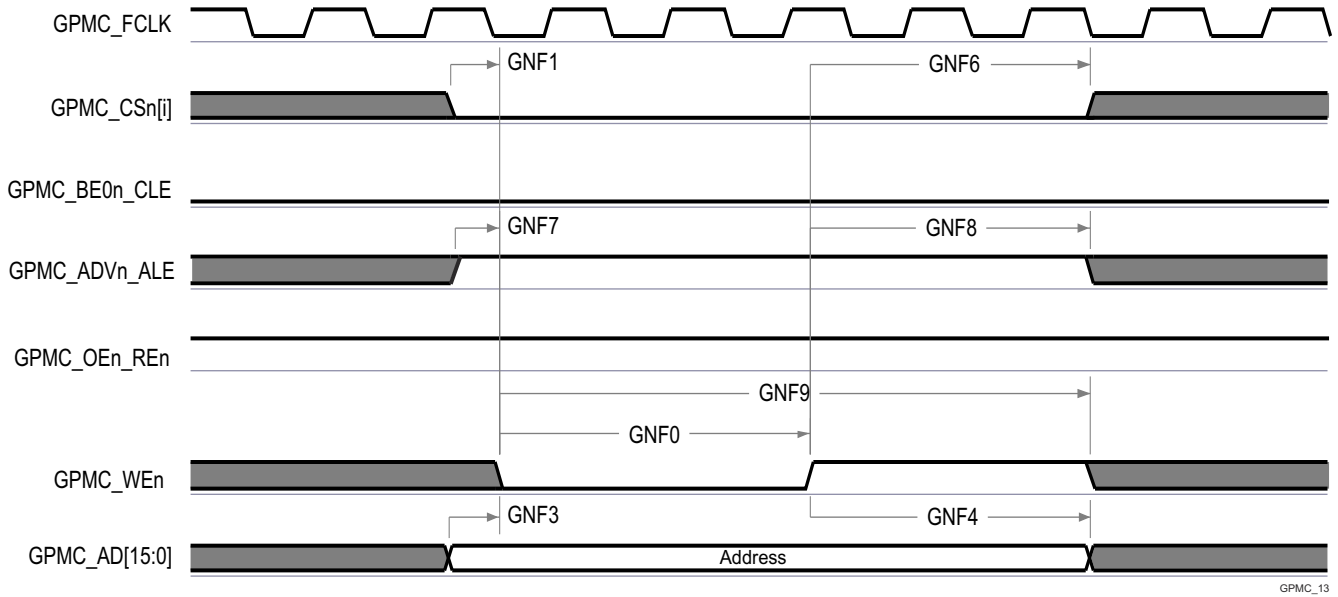 GPMC_FCLK
GNF1
GNF6
GPMC_CSn[i]
GPMC_BE0n_CLE
GNF7
GNF8
GPMC_ADVn_ALE
GPMC_OEn_REn
GNF9
GNF0
GPMC_WEn
GNF3
GNF4
GPMC_AD[15:0]
Address
GPMC_13